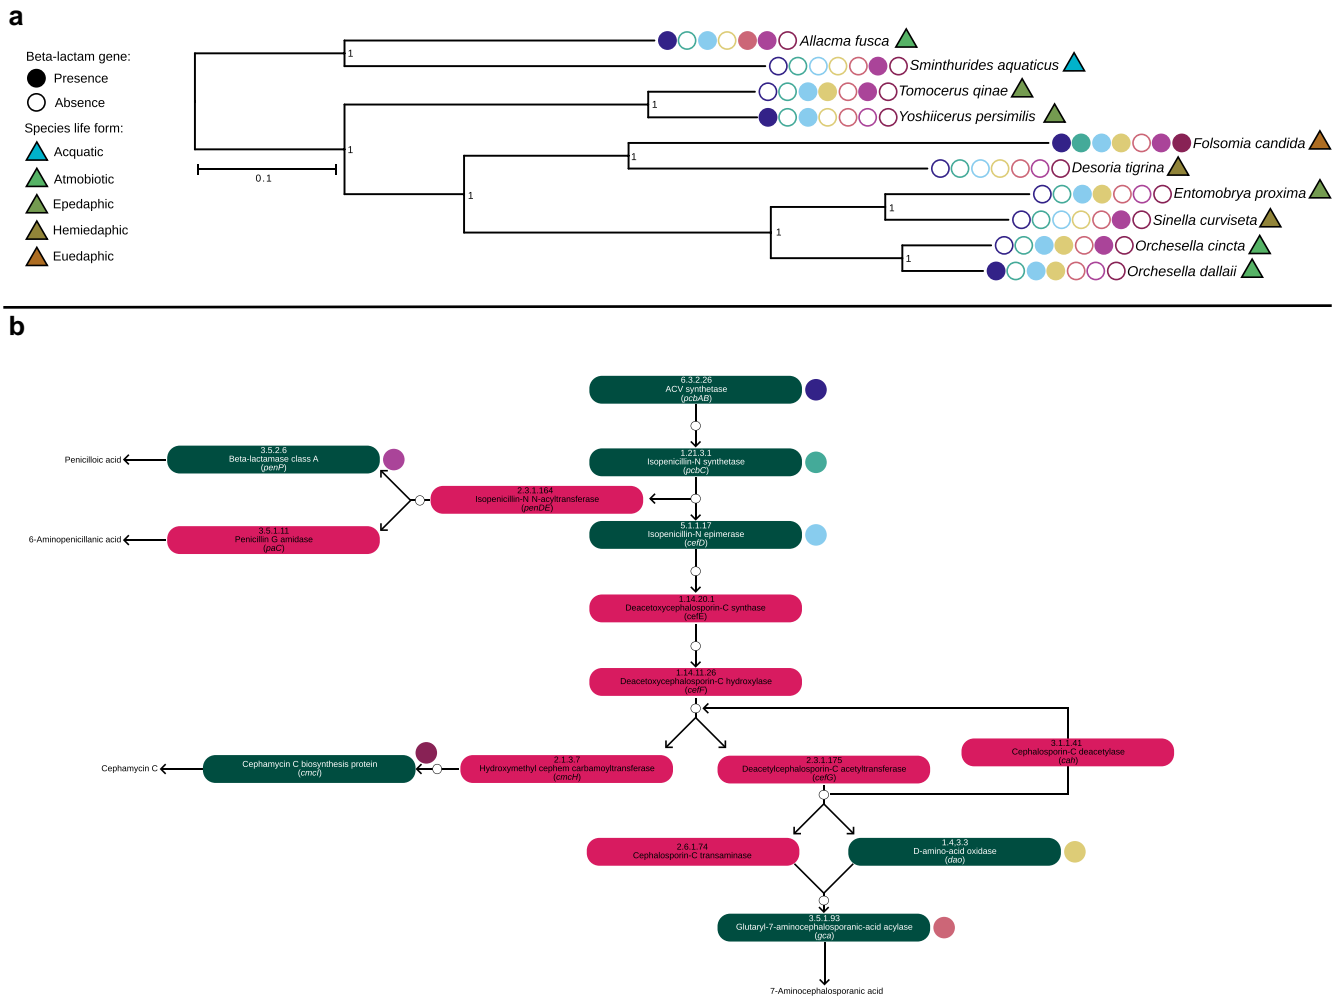 a
Beta-lactam gene:
Presence
Absence
Species life form:
Acquatic
Atmobiotic
Epedaphic
Hemiedaphic
Euedaphic
0.1
1
1
1
1
1
1
1
1
Allacma fusca
Sminthurides aquaticus
Tomocerus qinae
Yoshiicerus persimilis
Folsomia candida
Desoria tigrina
Entomobrya proxima
Sinella curviseta
Orchesella cincta
Orchesella dallaii
b
6.3.2.26
ACV synthetase
(pcbAB)
Penicilloic acid
3.5.2.6
Beta-lactamase class A
(penP)
1.21.3.1
Isopenicillin-N synthetase
(pcbC)
2.3.1.164
Isopenicillin-N N-acyltransferase
(penDE)
6-Aminopenicillanic acid
3.5.1.11
Penicillin G amidase
(paC)
5.1.1.17
Isopenicillin-N epimerase
(cefD)
1.14.20.1
Deacetoxycephalosporin-C synthase
(cefE)
1.14.11.26
Deacetoxycephalosporin-C hydroxylase
(cefF)
3.1.1.41
Cephalosporin-C deacetylase
(cah)
Cephamycin C
Cephamycin C biosynthesis protein
(cmcI)
2.1.3.7
Hydroxymethyl cephem carbamoyltransferase
(cmcH)
2.3.1.175
Deacetylcephalosporin-C acetyltransferase
(cefG)
2.6.1.74
Cephalosporin-C transaminase
1.4,3.3
D-amino-acid oxidase
(dao)
3.5.1.93
Glutaryl-7-aminocephalosporanic-acid acylase
(gca)
7-Aminocephalosporanic acid